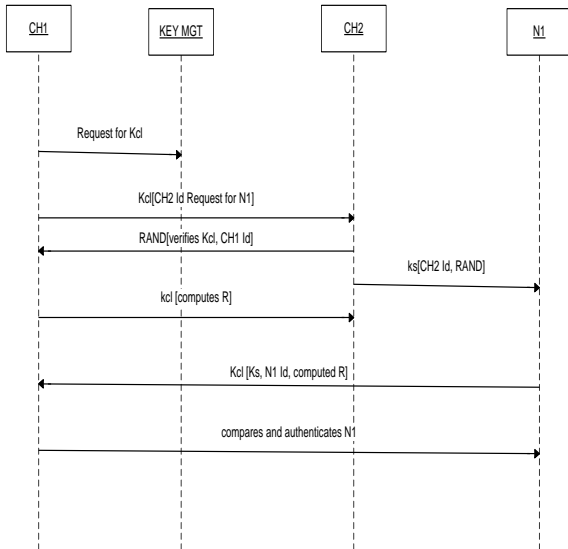 CH1
KEY MGT
CH2
N1
Request for Kcl
Kcl[CH2 Id Request for N1]
RAND[verifies Kcl, CH1 Id]
ks[CH2 Id, RAND]
kcl [computes R]
Kcl [Ks, N1 Id, computed R]
compares and authenticates N1